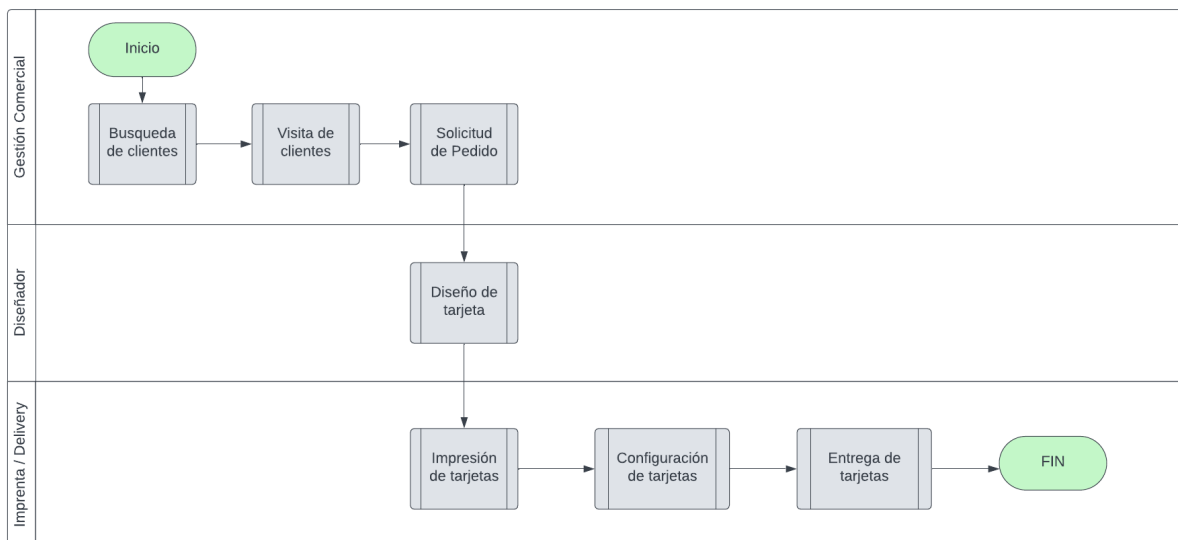 Gestión Comercial
Inicio
Busqueda
de clientes
Visita de
clientes
Solicitud
de Pedido
Diseñador
Diseño de
tarjeta
Imprenta / Delivery
Impresión
de tarjetas
Configuración
de tarjetas
Entrega de
tarjetas
FIN